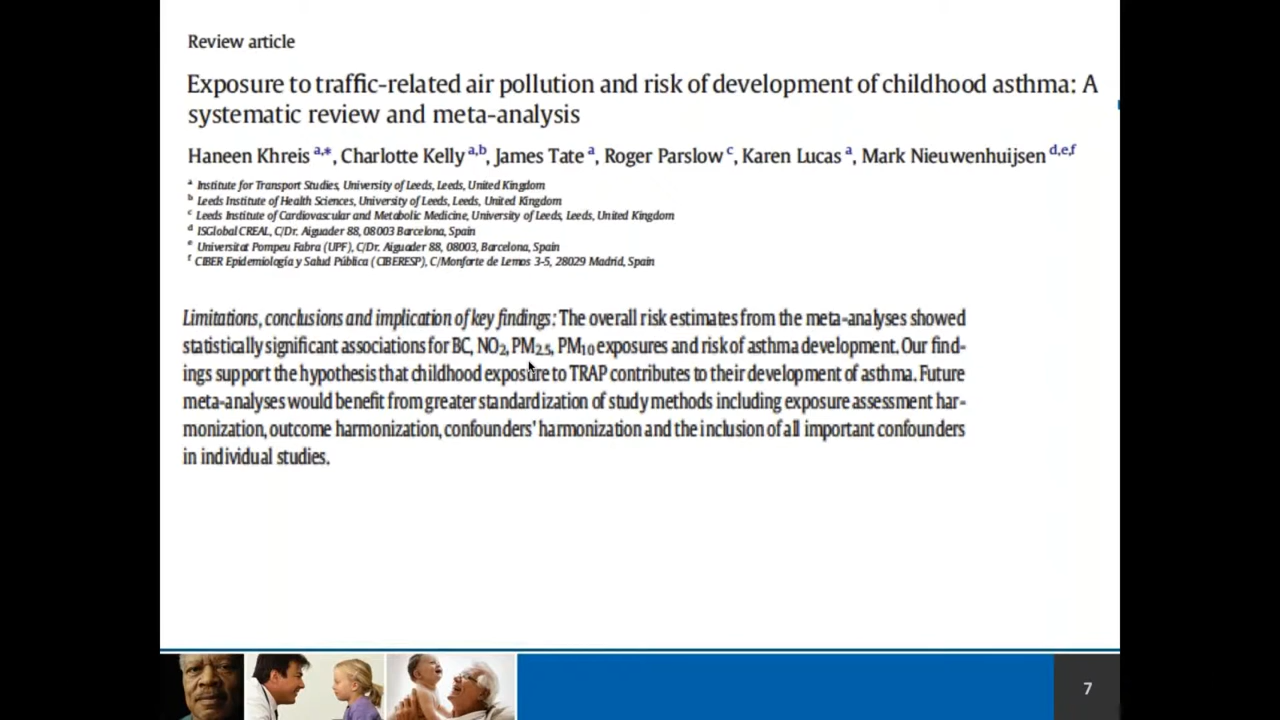 Review article
Exposure to traffic-related air pollution and risk of development of childhood asthma: A
systematic review and meta-analysis
Haneen Khreis a,*, Charlotte Kelly a,b, James Tate a, Roger Parslow c, Karen Lucas a, Mark Nieuwenhuijsen d,e,f
a Institute for Transport Studies, University of Leeds, Leeds, United Kingdom
b Leeds Institute of Health Sciences, University of Leeds, Leeds, United Kingdom
c Leeds Institute of Cardiovascular and Metabolic Medicine, University of Leeds, Leeds, United Kingdom
d ISGlobal CREAL, C/Dr. Aiguader 88, 08003 Barcelona, Spain
e Universitat Pompeu Fabra (UPF), C/Dr. Aiguader 88, 08003, Barcelona, Spain
f CIBER Epidemiología y Salud Pública (CIBERESP), C/Monforte de Lemos 3-5, 28029 Madrid, Spain
Limitations, conclusions and implication of key findings: The overall risk estimates from the meta-analyses showed
statistically significant associations for BC, NO2, PM2.5, PM10 exposures and risk of asthma development. Our find-
ings support the hypothesis that childhood exposure to TRAP contributes to their development of asthma. Future
meta-analyses would benefit from greater standardization of study methods including exposure assessment har-
monization, outcome harmonization, confounders' harmonization and the inclusion of all important confounders
in individual studies.
7